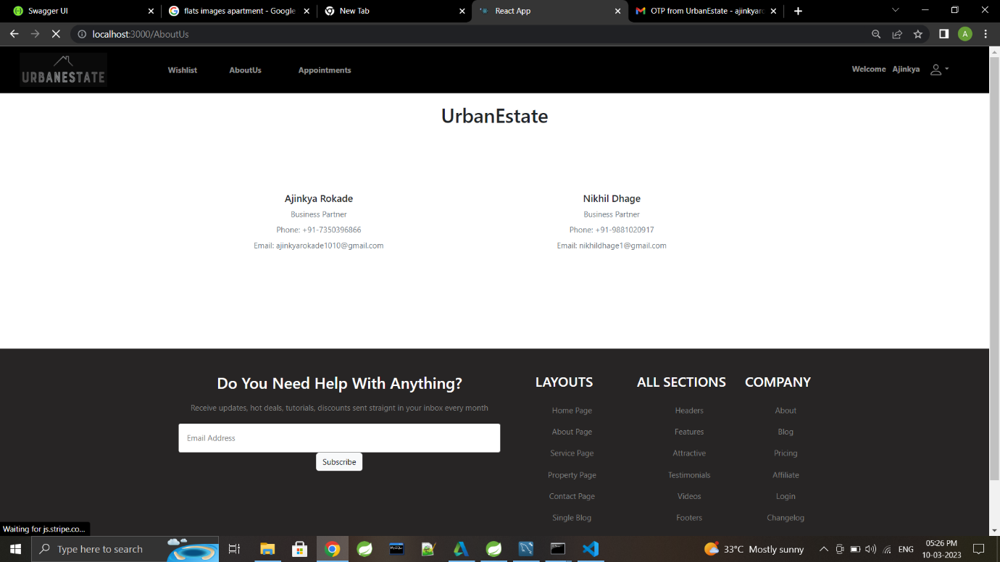 Swagger UI
flats images apartment - Google
New Tab
React App
OTP from UrbanEstate - ajinkyaro
localhost:3000/AboutUs
A
URBANESTATE
Wishlist
AboutUs
Appointments
Welcome Ajinkya
UrbanEstate
Ajinkya Rokade
Business Partner
Phone: +91-7350396866
Email: ajinkyarokade1010@gmail.com
Nikhil Dhage
Business Partner
Phone: +91-9881020917
Email: nikhildhage1@gmail.com
Do You Need Help With Anything?
Receive updates, hot deals, tutorials, discounts sent straignt in your inbox every month
Email Address
Subscribe
LAYOUTS
Home Page
About Page
Service Page
Property Page
Contact Page
Single Blog
ALL SECTIONS
Headers
Features
Attractive
Testimonials
Videos
Footers
COMPANY
About
Blog
Pricing
Affiliate
Login
Changelog
Waiting for js.stripe.co...
Type here to search
33°C Mostly sunny
ENG
05:26 PM
10-03-2023